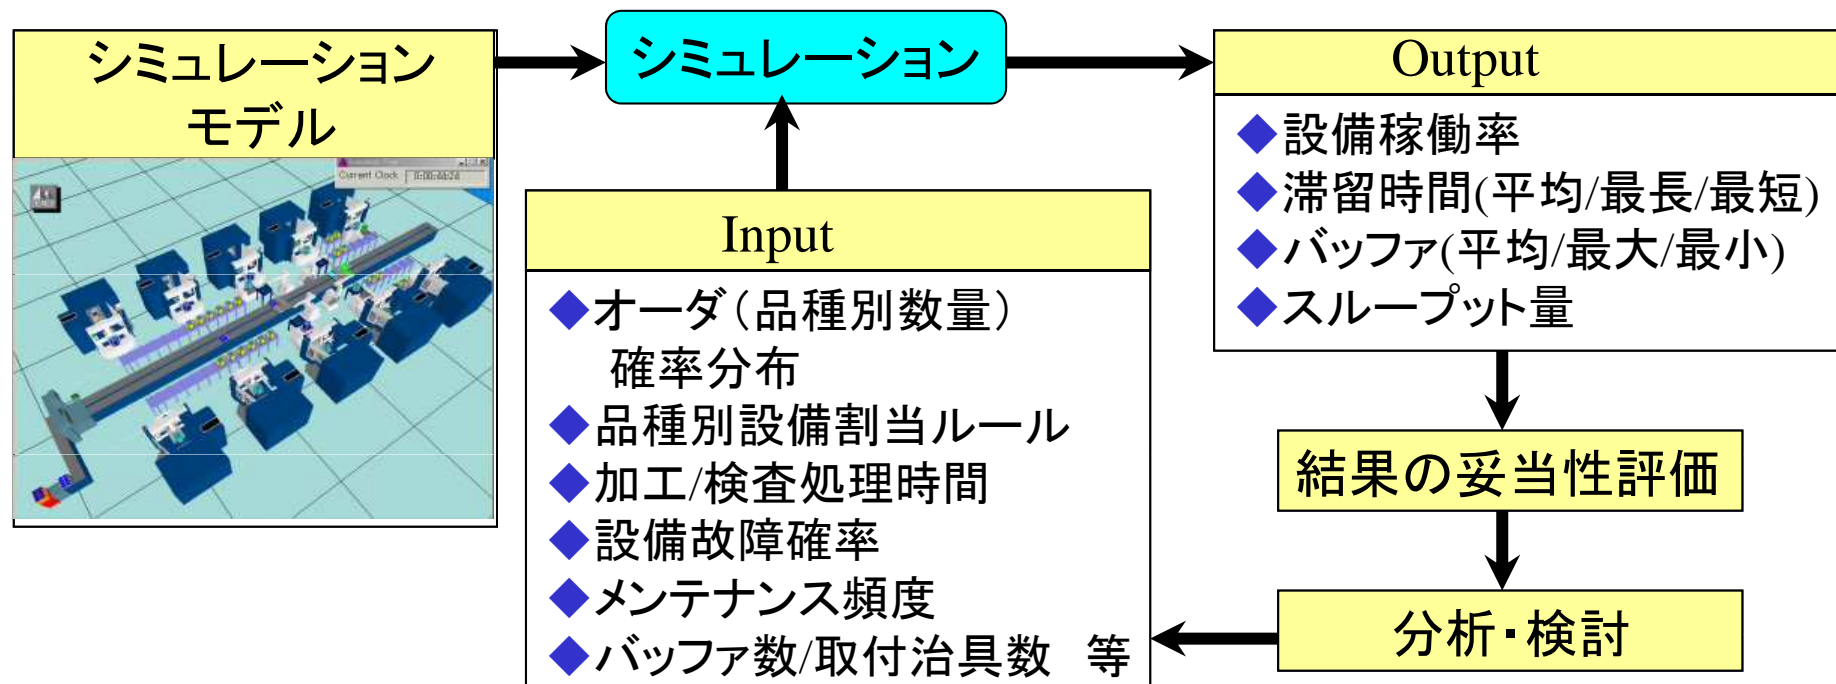 シミュレーション
モデル
Current Clock
シミュレーション
Input
◆オーダ(品種別数量)
確率分布
◆品種別設備割当ルール
◆加工/検査処理時間
◆設備故障確率
◆メンテナンス頻度
◆バッファ数/取付治具数 等
Output
◆設備稼働率
◆滞留時間(平均/最長/最短)
◆バッファ(平均/最大/最小)
◆スループット量
結果の妥当性評価
分析・検討